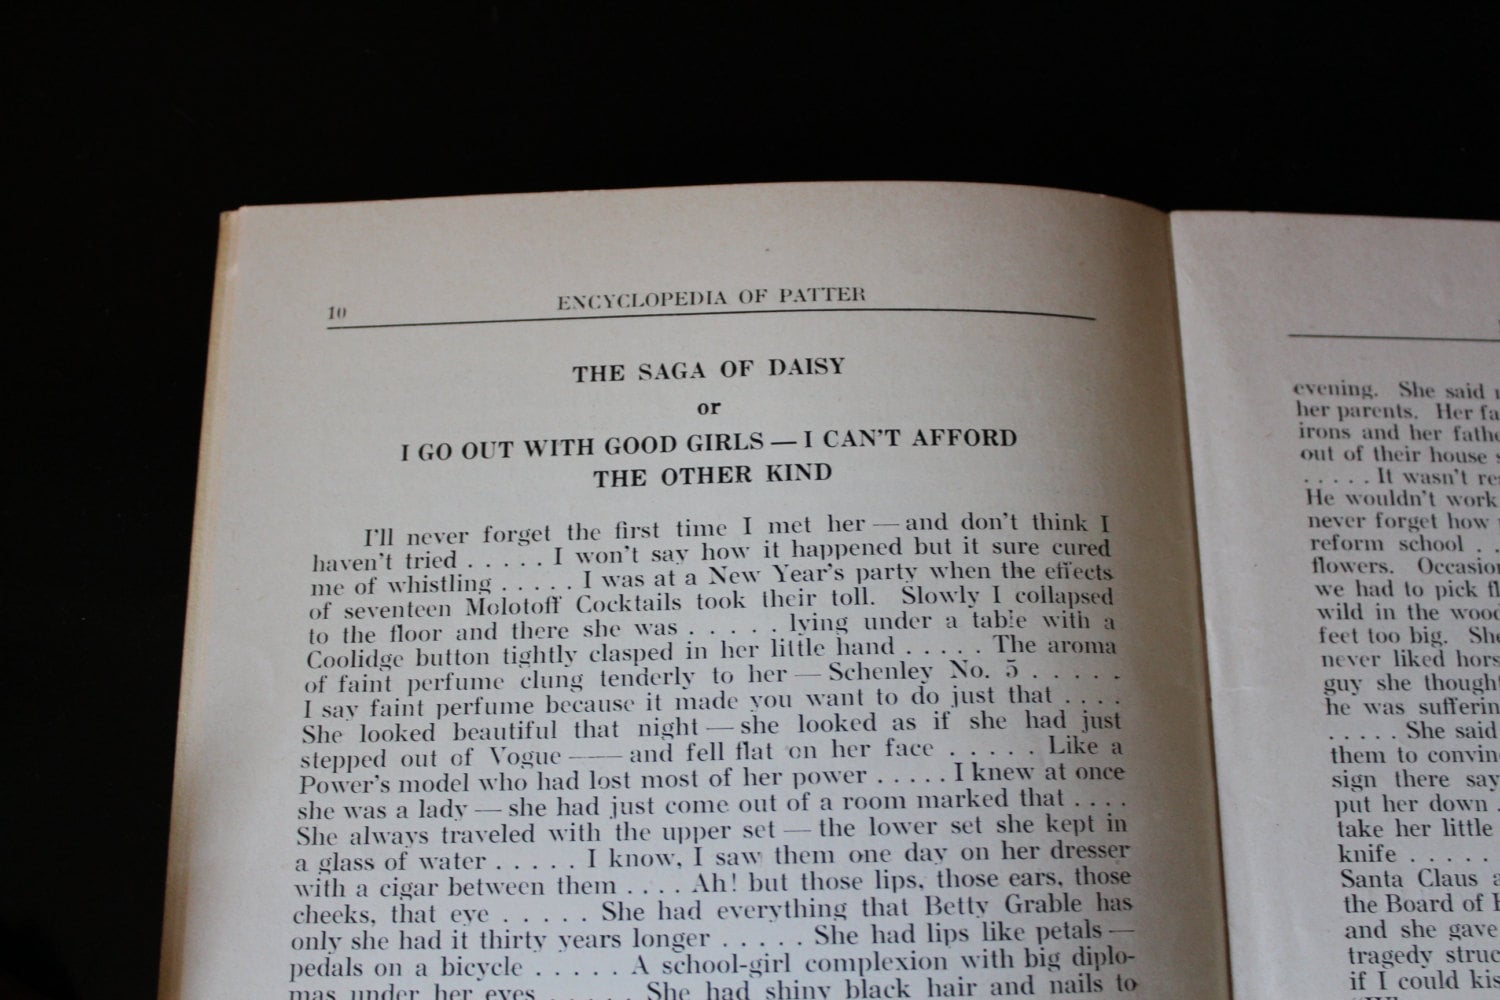 10
ENCYCLOPEDIA OF PATTER
THE SAGA OF DAISY
or
I GO OUT WITH GOOD GIRLS — I CAN'T AFFORD
THE OTHER KIND
I'll never forget the first time I met her — and don't think I
haven't tried . . . . . I won't say how it happened but it sure cured
me of whistling . . . . . I was at a New Year's party when the effects
of seventeen Molotoff Cocktails took their toll. Slowly I collapsed
to the floor and there she was . . . . . lying under a table with a
Coolidge button tightly clasped in her little hand . . . . . The aroma
of faint perfume clung tenderly to her — Schenley No. 5 . . . . .
I say faint perfume because it made you want to do just that . . . .
She looked beautiful that night — she looked as if she had just
stepped out of Vogue —— and fell flat on her face . . . . . Like a
Power's model who had lost most of her power . . . . . I knew at once
she was a lady — she had just come out of a room marked that . . . .
She always traveled with the upper set — the lower set she kept in
a glass of water . . . . . I know, I saw them one day on her dresser
with a cigar between them . . . . Ah! but those lips, those ears, those
cheeks, that eye . . . . . She had everything that Betty Grable has
only she had it thirty years longer . . . . . She had lips like petals —
pedals on a bicycle . . . . . A school-girl complexion with big diplo-
mas under her eyes . . . . . She had shiny black hair and nails to
evening. She said
her parents. Her
irons and her
out of their house
. . . . . It wasn't
He wouldn't work
never forget how
reform school . .
flowers.
we had to pick
wild in the
feet too big.
never liked
guy she
he was
. . . . . She said
them to
sign there
put her down .
take her little
knife . . . . .
Santa Claus
the Board of
and she gave
tragedy
if I could